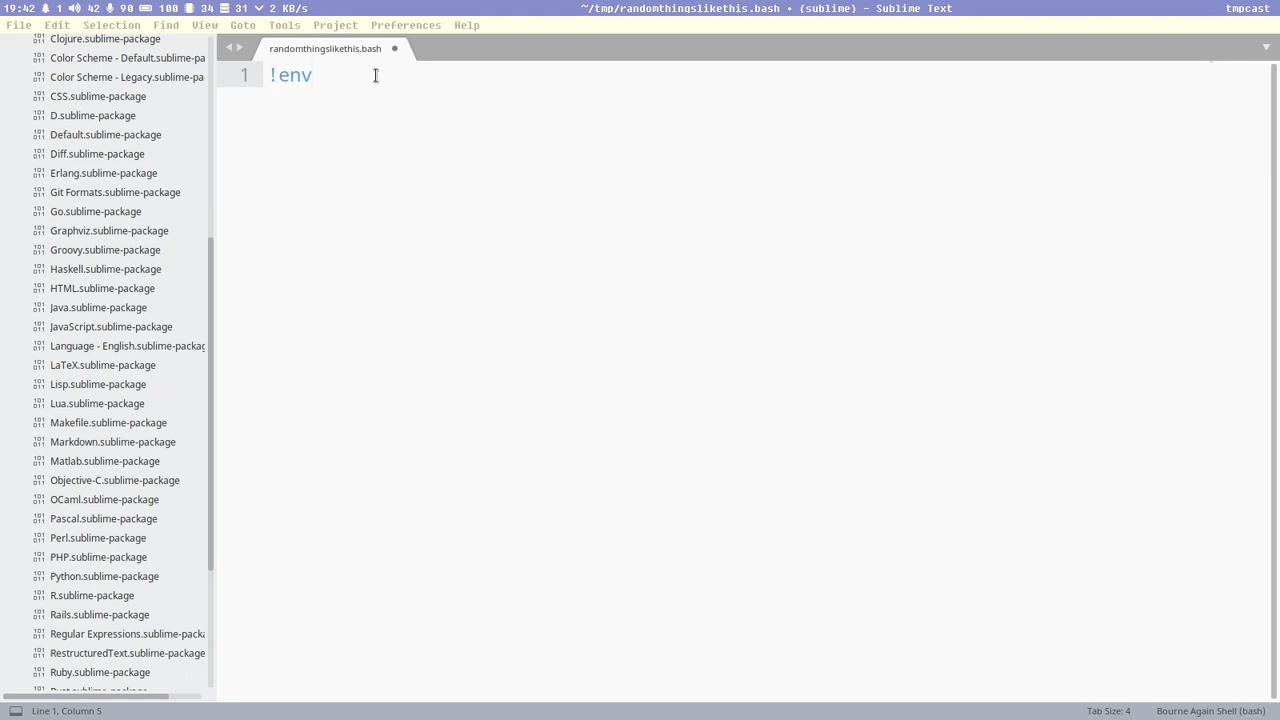 19:42 1 42 90 100 34 31 2 KB/s ~/tmp/randomthingslikethis.bash • (sublime) - Sublime Text tmpcast
File Edit Selection Find View Goto Tools Project Preferences Help
Clojure.sublime-package
Color Scheme - Default.sublime-pa
Color Scheme - Legacy.sublime-pa
CSS.sublime-package
D.sublime-package
Default.sublime-package
Diff.sublime-package
Erlang.sublime-package
Git Formats.sublime-package
Go.sublime-package
Graphviz.sublime-package
Groovy.sublime-package
Haskell.sublime-package
HTML.sublime-package
Java.sublime-package
JavaScript.sublime-package
Language - English.sublime-packag
LaTeX.sublime-package
Lisp.sublime-package
Lua.sublime-package
Makefile.sublime-package
Markdown.sublime-package
Matlab.sublime-package
Objective-C.sublime-package
OCaml.sublime-package
Pascal.sublime-package
Perl.sublime-package
PHP.sublime-package
Python.sublime-package
R.sublime-package
Rails.sublime-package
Regular Expressions.sublime-packa
RestructuredText.sublime-package
Ruby.sublime-package
Rust.sublime-package
randomthingslikethis.bash
1 !env
Line 1, Column 5 Tab Size: 4 Bourne Again Shell (bash)